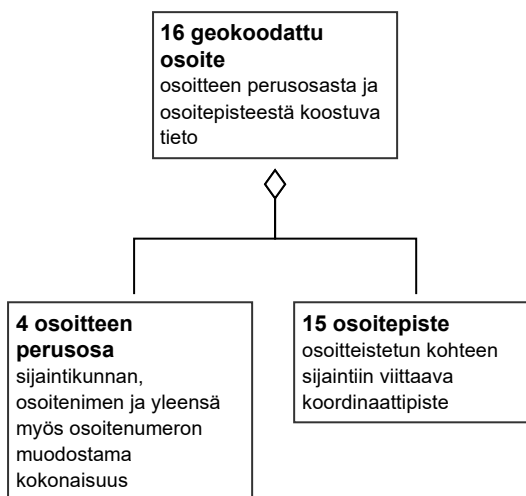 16 geokoodattu
osoite
osoitteen perusosasta ja
osoitepisteestä koostuva
tieto
4 osoitteen
perusosa
sijaintikunnan,
osoitenimen ja yleensä
myös osoitenumeron
muodostama
kokonaisuus
15 osoitepiste
osoitteistetun kohteen
sijaintiin viittaava
koordinaattipiste